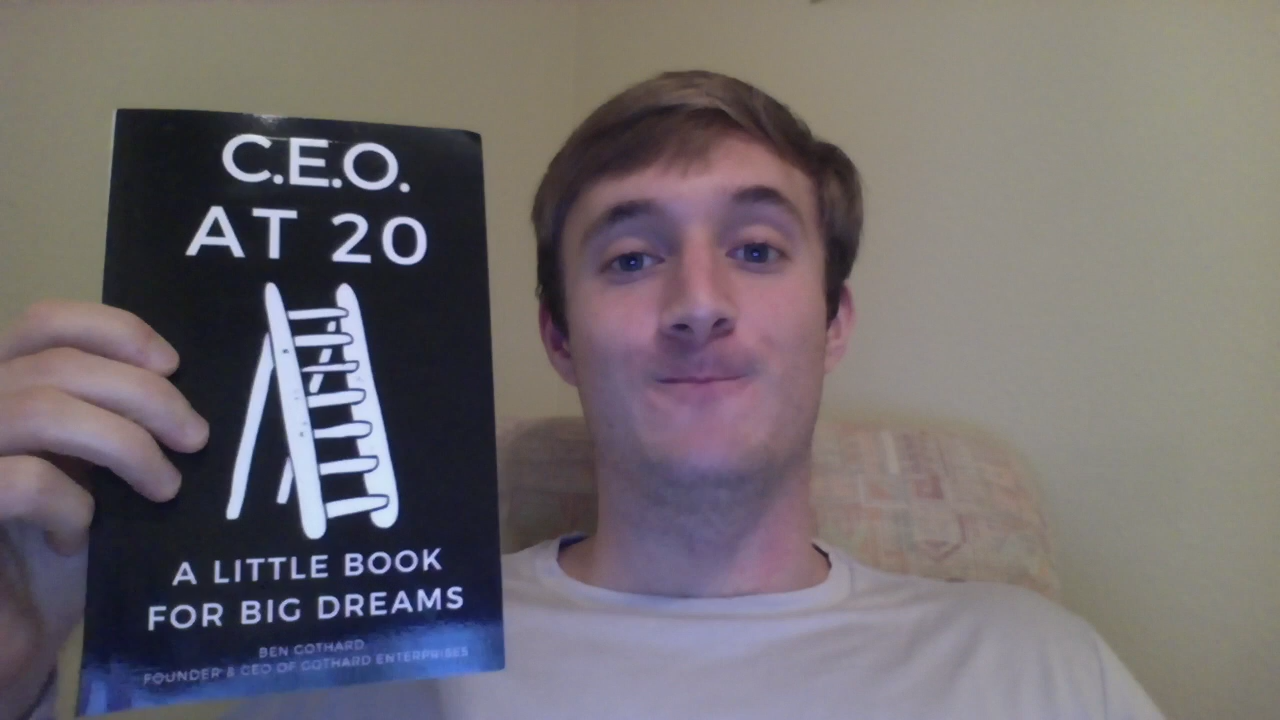 C.E.O.
AT 20
A LITTLE BOOK
FOR BIG DREAMS
BEN GOTHARD
FOUNDER & CEO OF GOTHARD ENTERPRISES